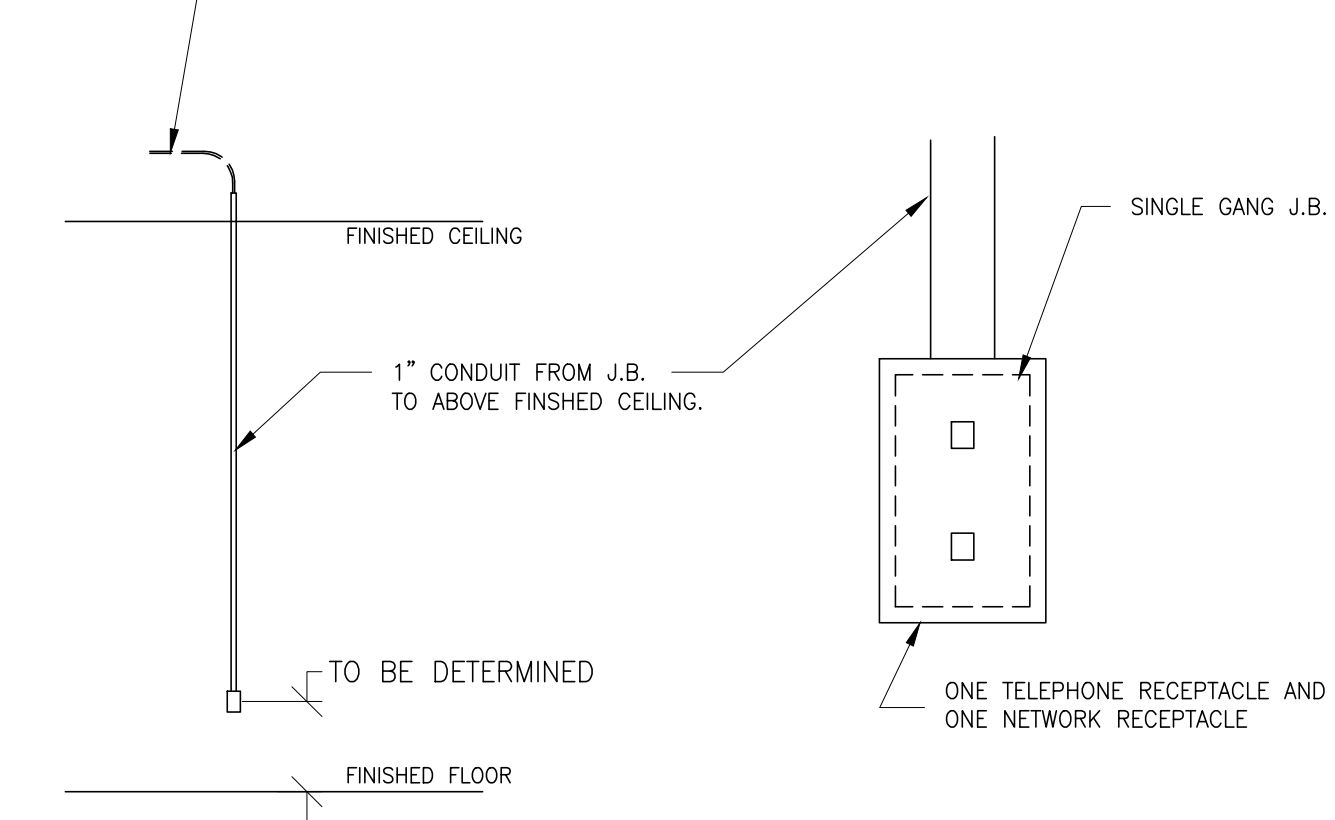 SINGLE GANG J.B.
FINISHED CEILING
1” CONDUIT FROM J.B.
TO ABOVE FINSHED CEILING.
TO BE DETERMINED
ONE TELEPHONE RECEPTACLE AND
ONE NETWORK RECEPTACLE
FINISHED FLOOR